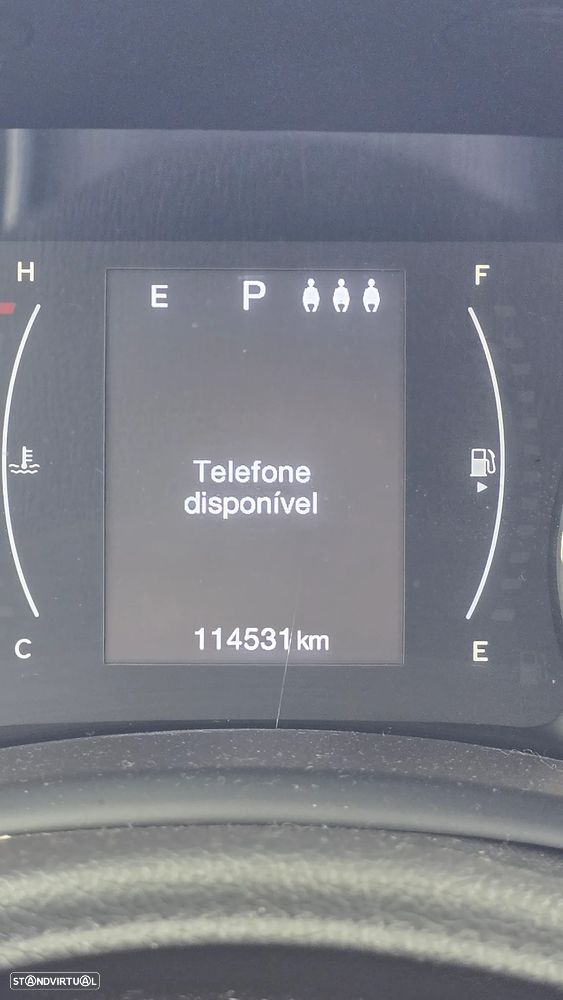 H
E P
F
Telefone
disponível
114531 km
C
E
STANDVIRTUAL